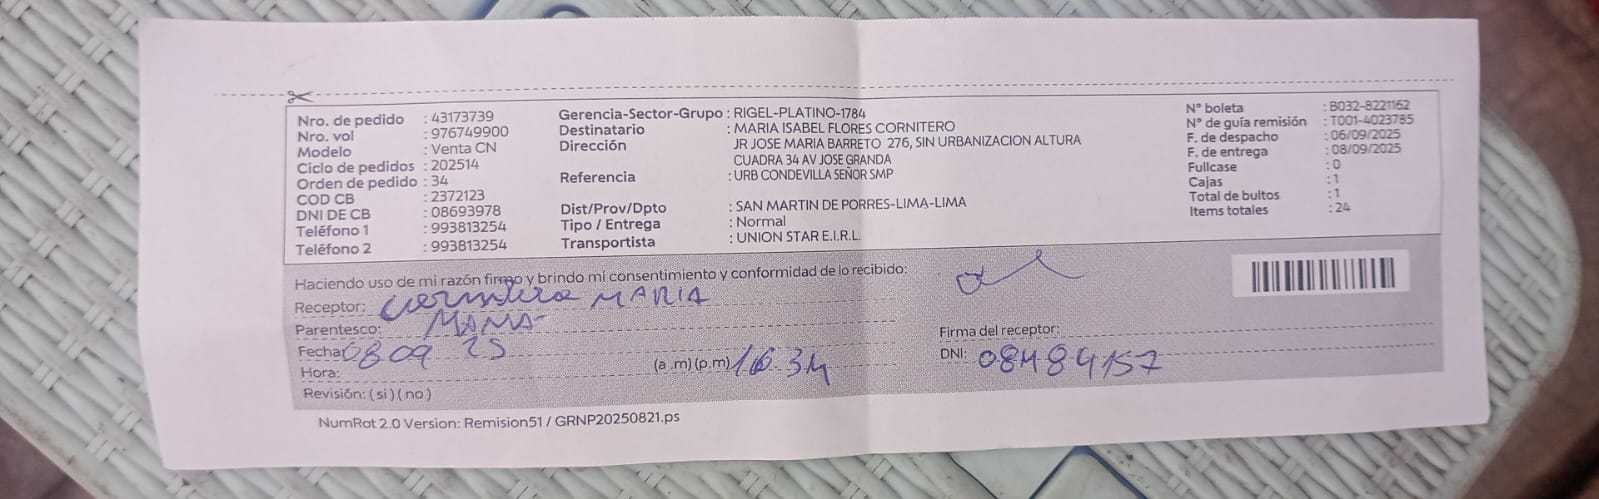 Nro. de pedido : 43173739
Nro. vol : 976749900
Modelo : Venta CN
Ciclo de pedidos : 202514
Orden de pedido : 34
COD CB : 2372123
DNI DE CB : 08693978
Teléfono 1 : 993813254
Teléfono 2 : 993813254
Gerencia-Sector-Grupo : RIGEL-PLATINO-1784
Destinatario : MARIA ISABEL FLORES CORNITERO
Dirección JR JOSE MARIA BARRETO 276, SIN URBANIZACION ALTURA
CUADRA 34 AV JOSE GRANDA
Referencia : URB CONDEVILLA SEÑOR SMP
Dist/Prov/Dpto : SAN MARTIN DE PORRES-LIMA-LIMA
Tipo / Entrega : Normal
Transportista : UNION STAR E.I.R.L.
N° boleta : B032-8221162
N° de guía remisión : T001-4023785
F. de despacho : 06/09/2025
F. de entrega : 08/09/2025
Fullcase : 0
Cajas : 1
Total de bultos : 1
Items totales : 24
Haciendo uso de mi razón firmo y brindo mi consentimiento y conformidad de lo recibido:
Receptor: MARIA
Parentesco: MAMA
Fecha: 08 09 25
Hora: (a .m) (p.m) 16.34
Revisión: ( si ) ( no )
Firma del receptor:
DNI: 08484157
NumRot 2.0 Version: Remision51 / GRNP20250821.ps